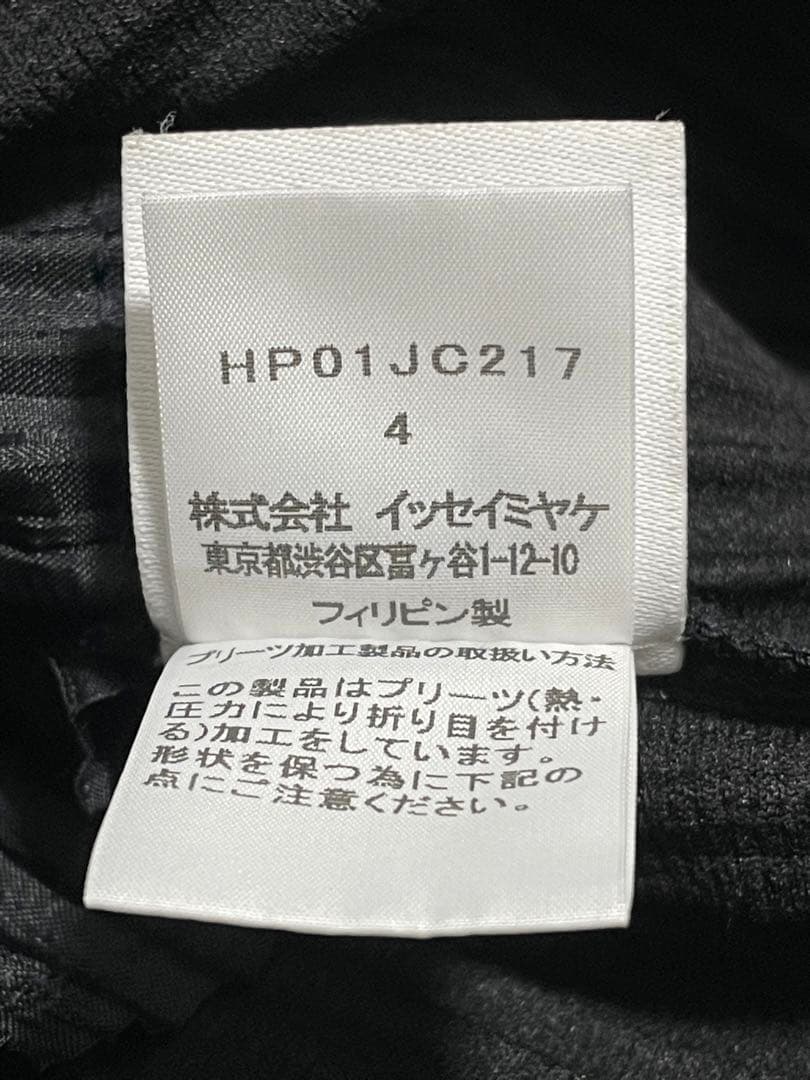 HP01JC217
4
株式会社 イッセイミヤケ
東京都渋谷区富ヶ谷1-12-10
フィリピン製
プリーツ加工製品の取扱い方法
この製品はプリーツ(熱・
圧力により折り目を付け
る)加工をしています。
形状を保つ為に下記の
点にご注意ください。